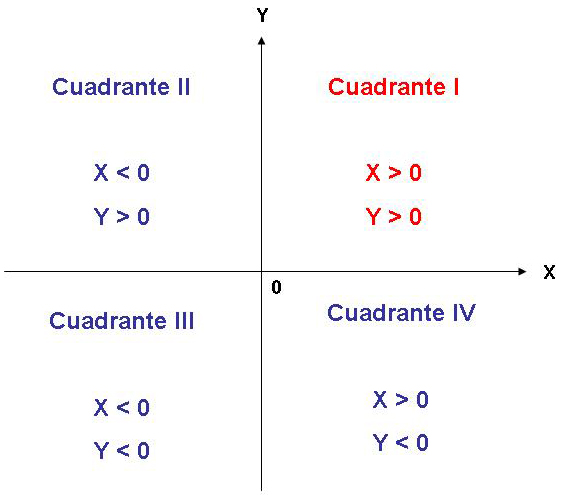 Y
Cuadrante II
X < 0
Y > 0
Cuadrante I
X > 0
Y > 0
X
0
Cuadrante III
X < 0
Y < 0
Cuadrante IV
X > 0
Y < 0